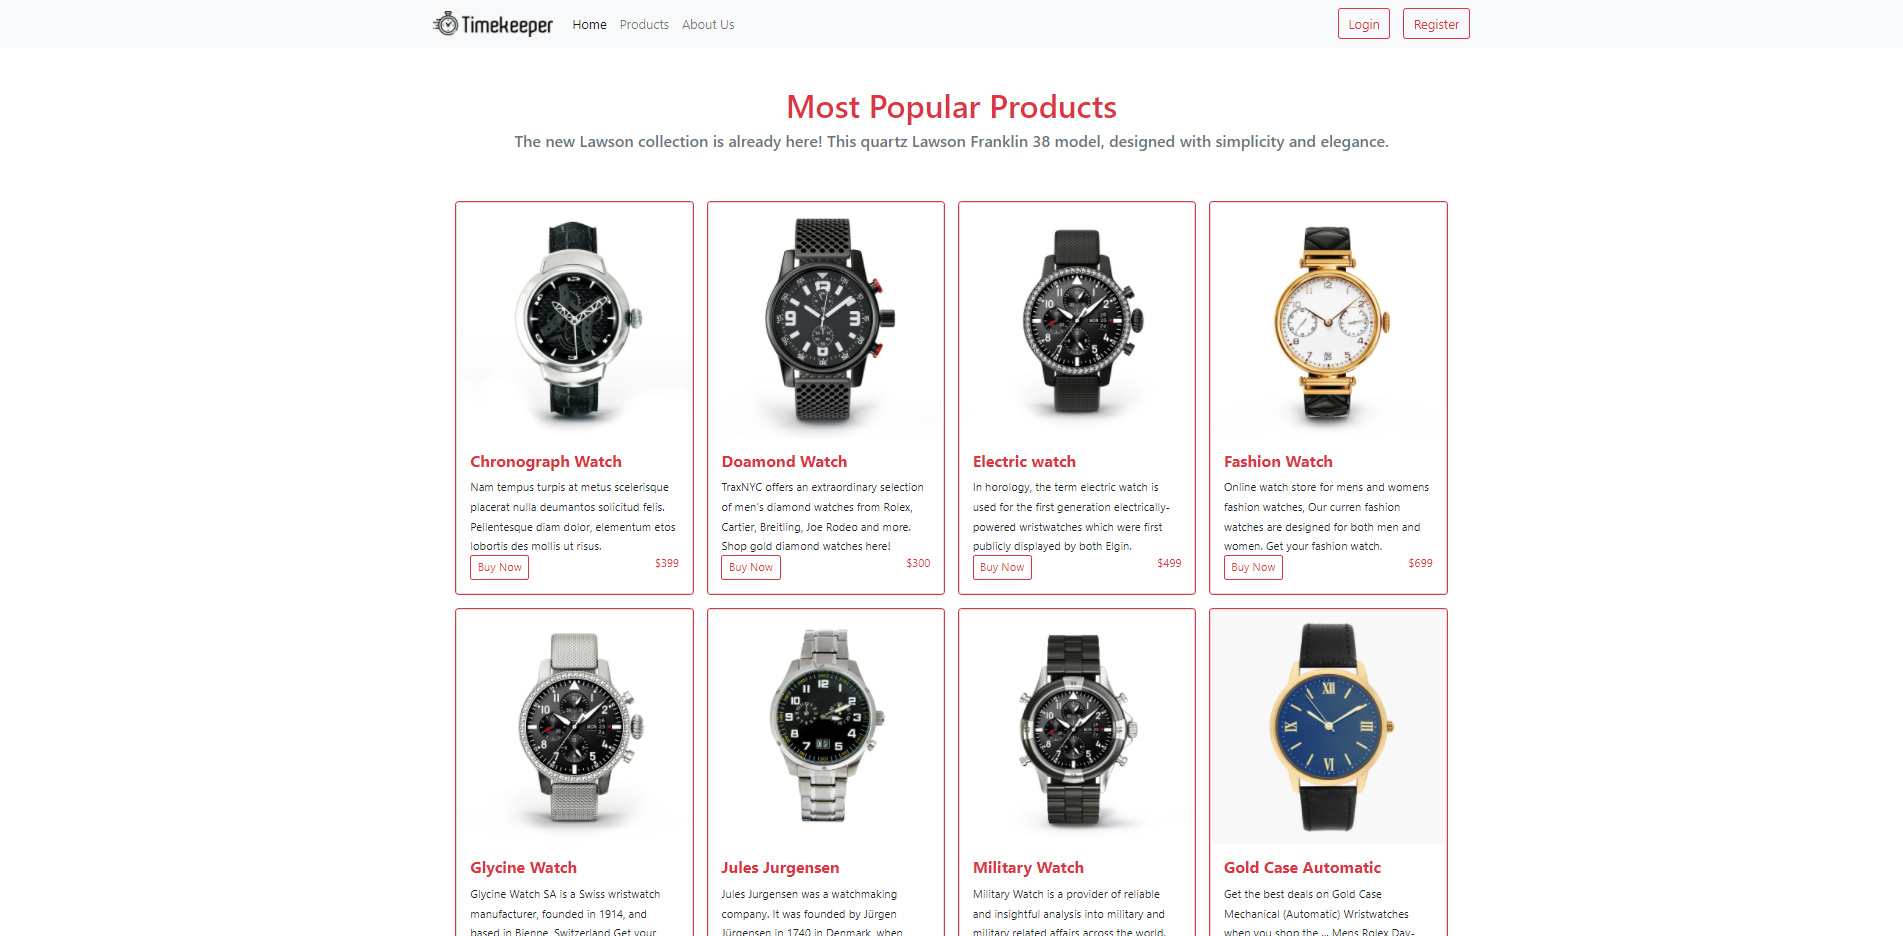 Timekeeper Home Products About Us Login Register
Most Popular Products
The new Lawson collection is already here! This quartz Lawson Franklin 38 model, designed with simplicity and elegance.
Chronograph Watch
Nam tempus turpis at metus scelerisque
placerat nulla deumantos solicitud felis.
Pellentesque diam dolor, elementum etos
lobortis des mollis ut risus.
Buy Now $399
Doamond Watch
TraxNYC offers an extraordinary selection
of men's diamond watches from Rolex,
Cartier, Breitling, Joe Rodeo and more.
Shop gold diamond watches here!
Buy Now $300
Electric watch
In horology, the term electric watch is
used for the first generation electrically-
powered wristwatches which were first
publicly displayed by both Elgin.
Buy Now $499
Fashion Watch
Online watch store for mens and womens
fashion watches, Our curren fashion
watches are designed for both men and
women. Get your fashion watch.
Buy Now $699
Glycine Watch
Glycine Watch SA is a Swiss wristwatch
manufacturer, founded in 1914, and
based in Bienne, Switzerland Get your
Jules Jurgensen
Jules Jurgensen was a watchmaking
company. It was founded by Jürgen
Jürgensen in 1740 in Denmark, when
Military Watch
Military Watch is a provider of reliable
and insightful analysis into military and
military related affairs across the world.
Gold Case Automatic
Get the best deals on Gold Case
Mechanical (Automatic) Wristwatches
when you shop the ... Mens Rolex Day-